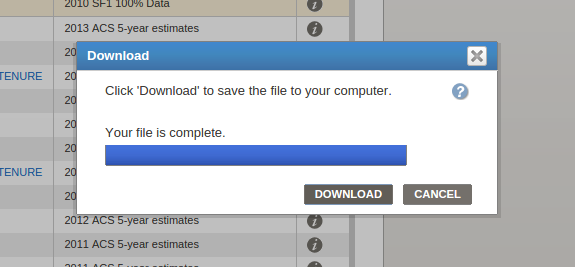 2010 SF1 100% Data
2013 ACS 5-year estimates
20
Download
TENURE 20
Click 'Download' to save the file to your computer.
20
20
Your file is complete.
20
TENURE 20
DOWNLOAD CANCEL
20
2012 ACS 5-year estimates
2011 ACS 5-year estimates
2011 ACS 5-year estimates